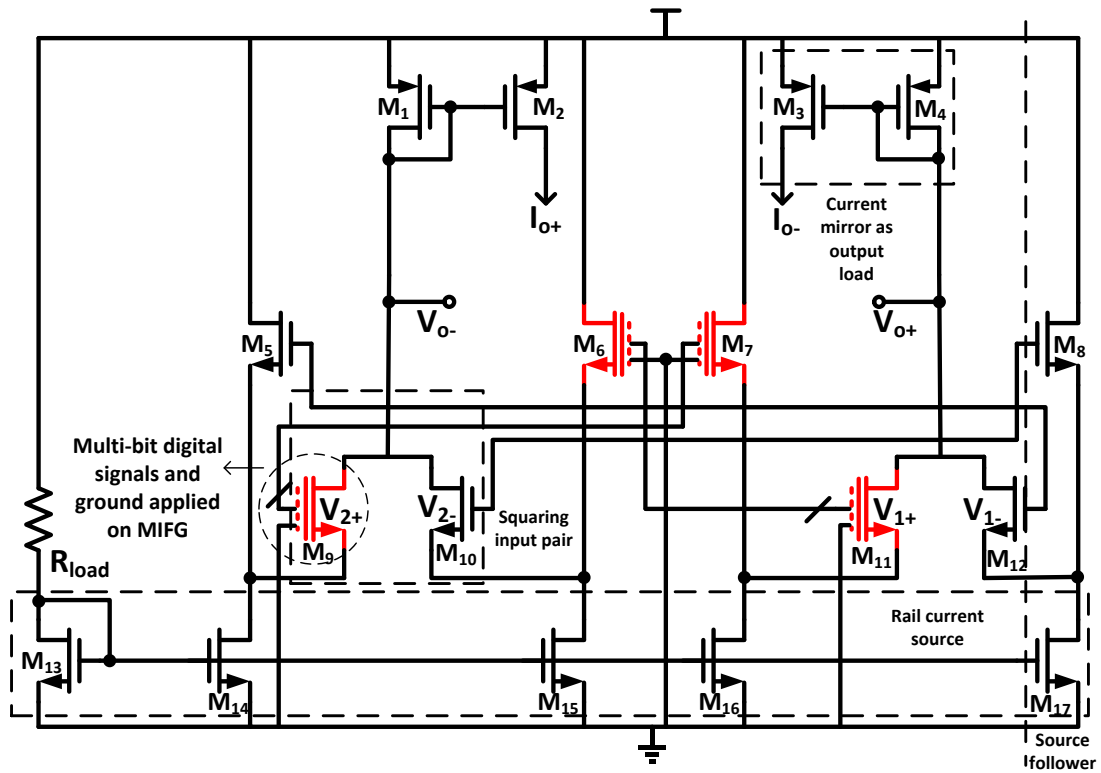 M1
M2
M3
M4
Io+
Io-
Current
mirror as
output
load
Vo-
Vo+
M5
M6
M7
M8
Multi-bit digital
signals and
ground applied
on MIFG
V2+
V2-
M9
M10
Squaring
input pair
V1+
V1-
M11
M12
Rload
Rail current
source
M13
M14
M15
M16
M17
Source
follower